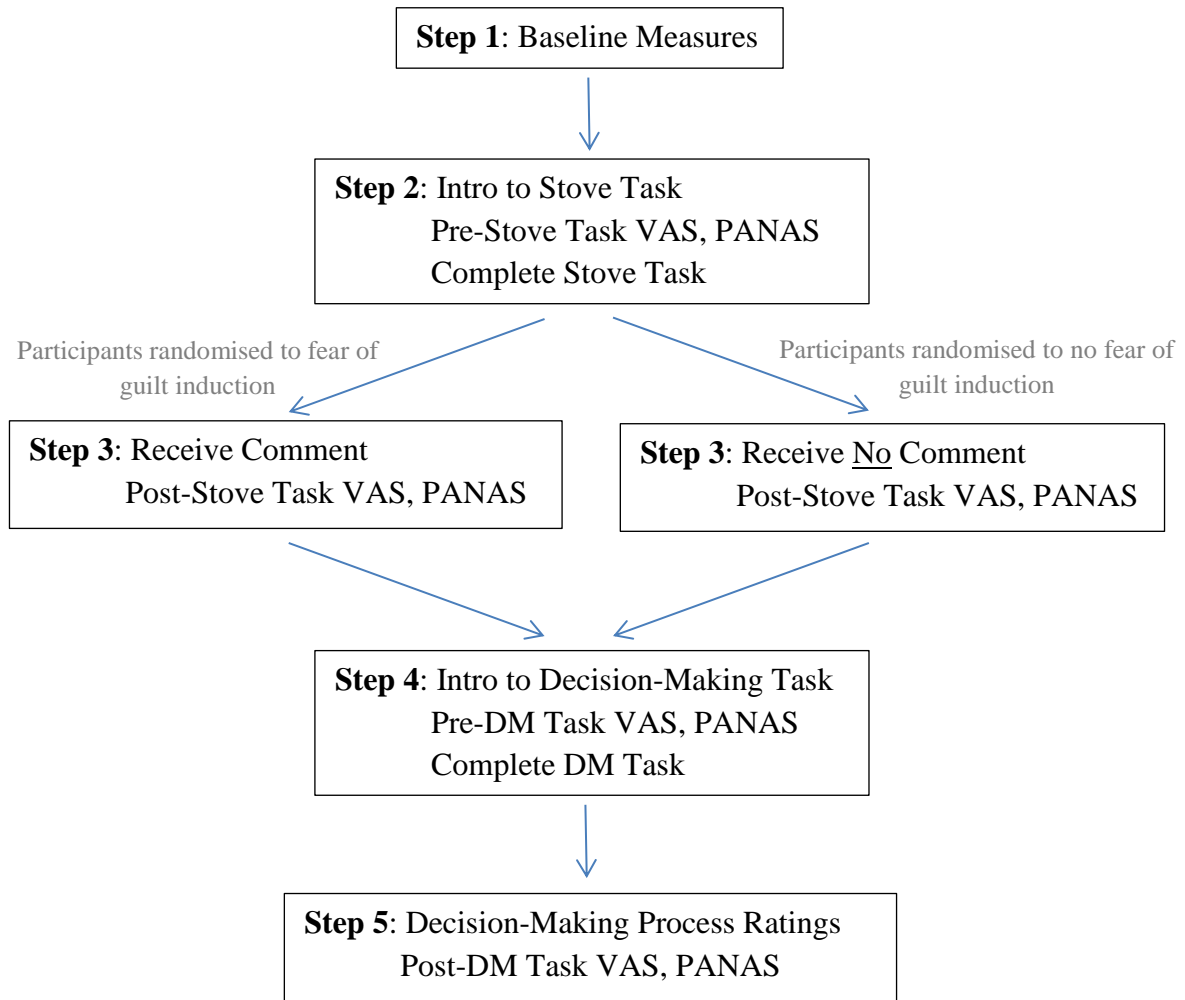 Step 1: Baseline Measures
Step 2: Intro to Stove Task
Pre-Stove Task VAS, PANAS
Complete Stove Task
Participants randomised to fear of
guilt induction
Participants randomised to no fear of
guilt induction
Step 3: Receive Comment
Post-Stove Task VAS, PANAS
Step 3: Receive No Comment
Post-Stove Task VAS, PANAS
Step 4: Intro to Decision-Making Task
Pre-DM Task VAS, PANAS
Complete DM Task
Step 5: Decision-Making Process Ratings
Post-DM Task VAS, PANAS